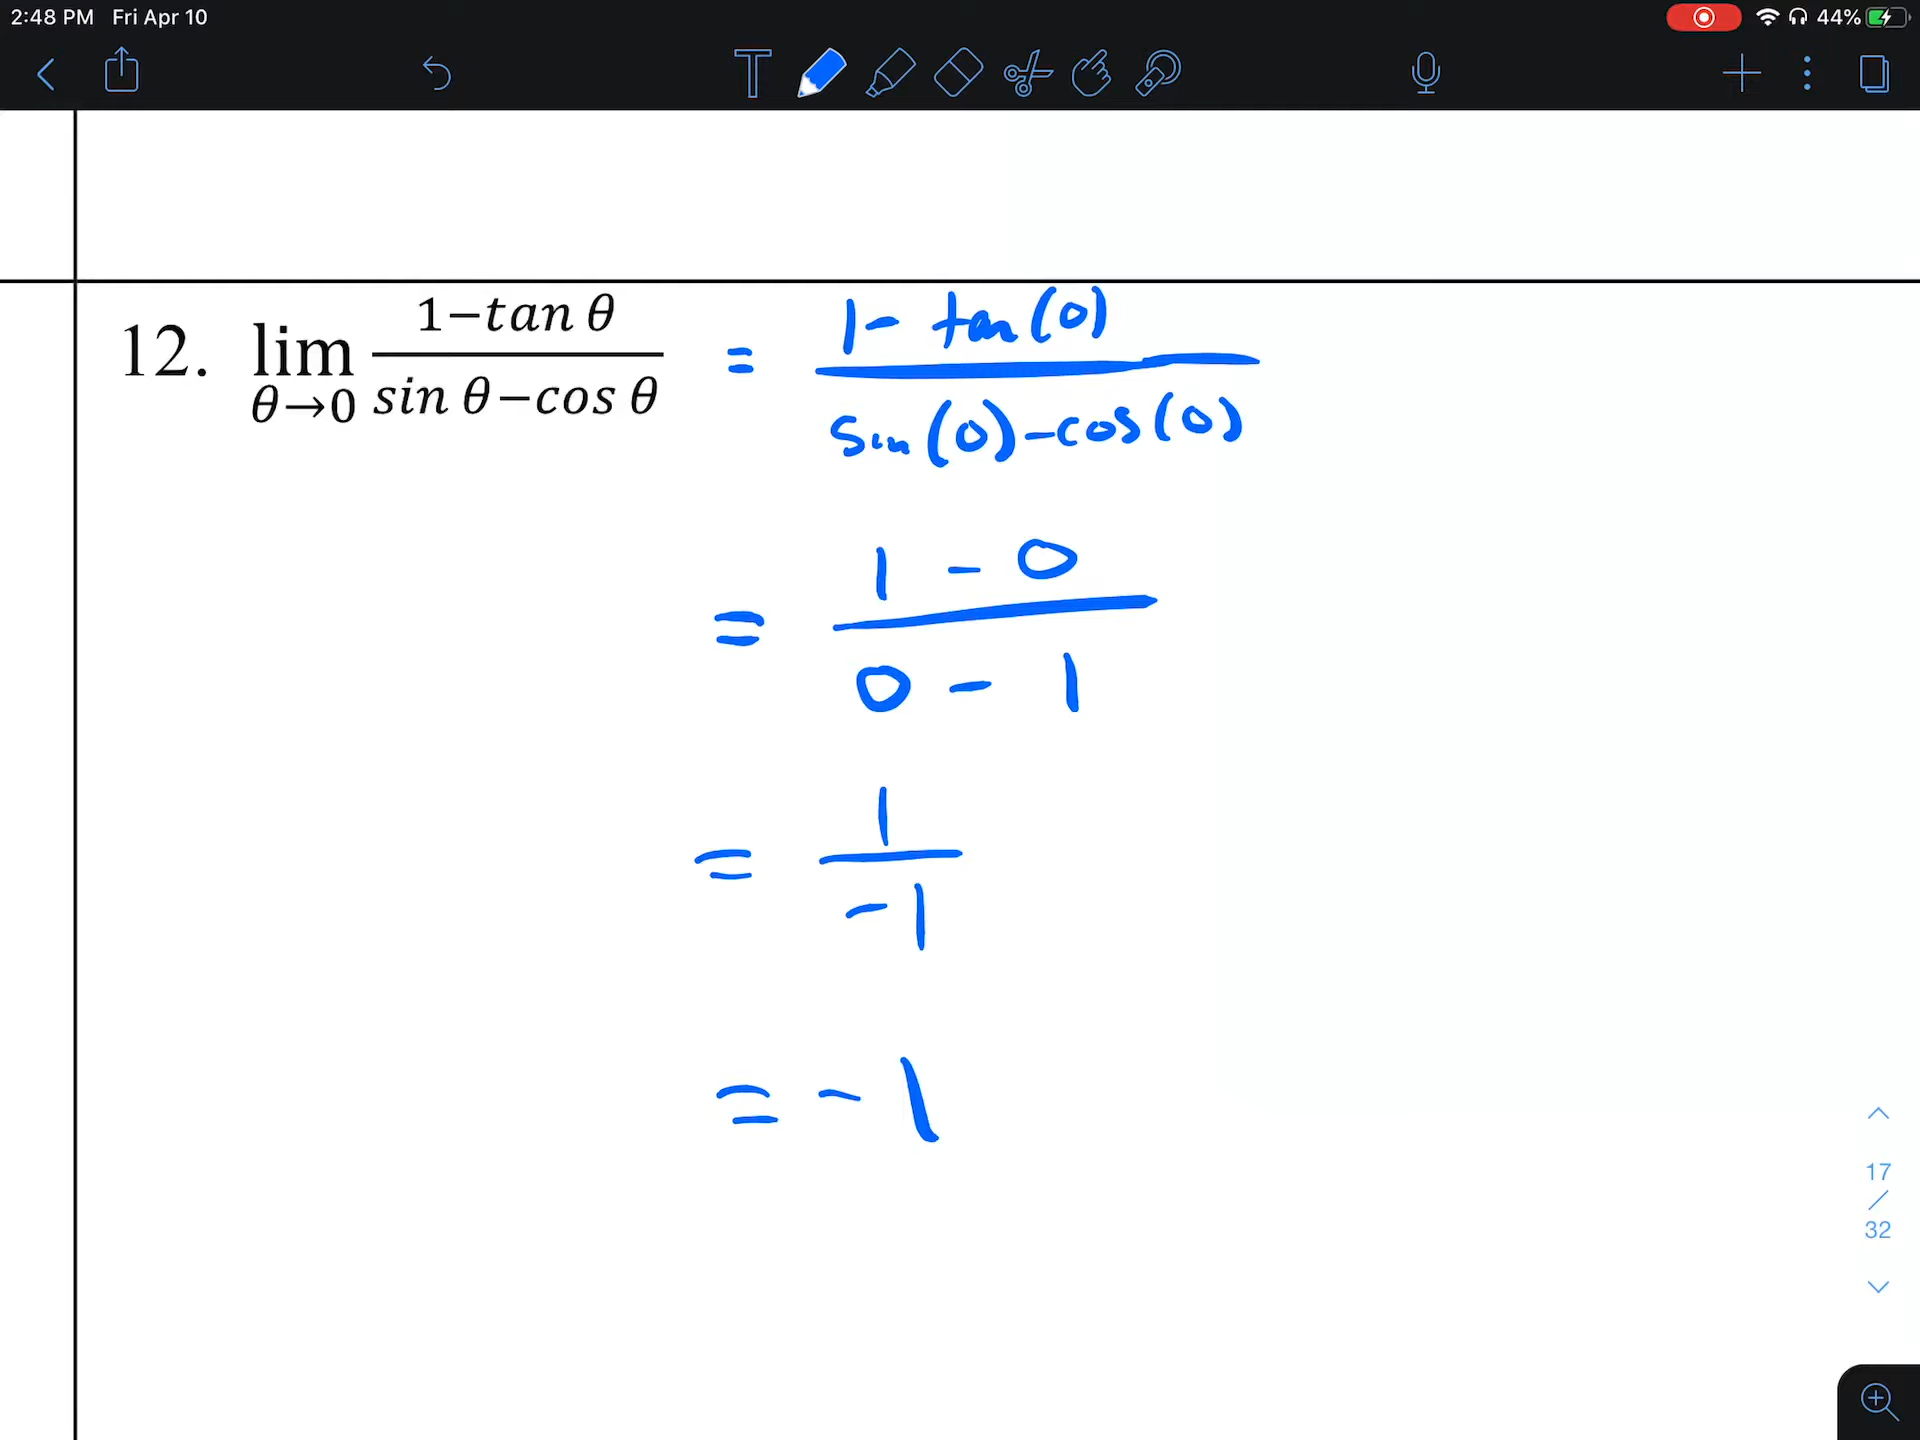 2:48 PM Fri Apr 10 44%
T
12. lim θ→0 (1−tan θ)/(sin θ−cos θ) = (1 - tan(0))/(sin(0)-cos(0))
= (1 - 0)/(0 - 1)
= 1/-1
= -1
17
/
32